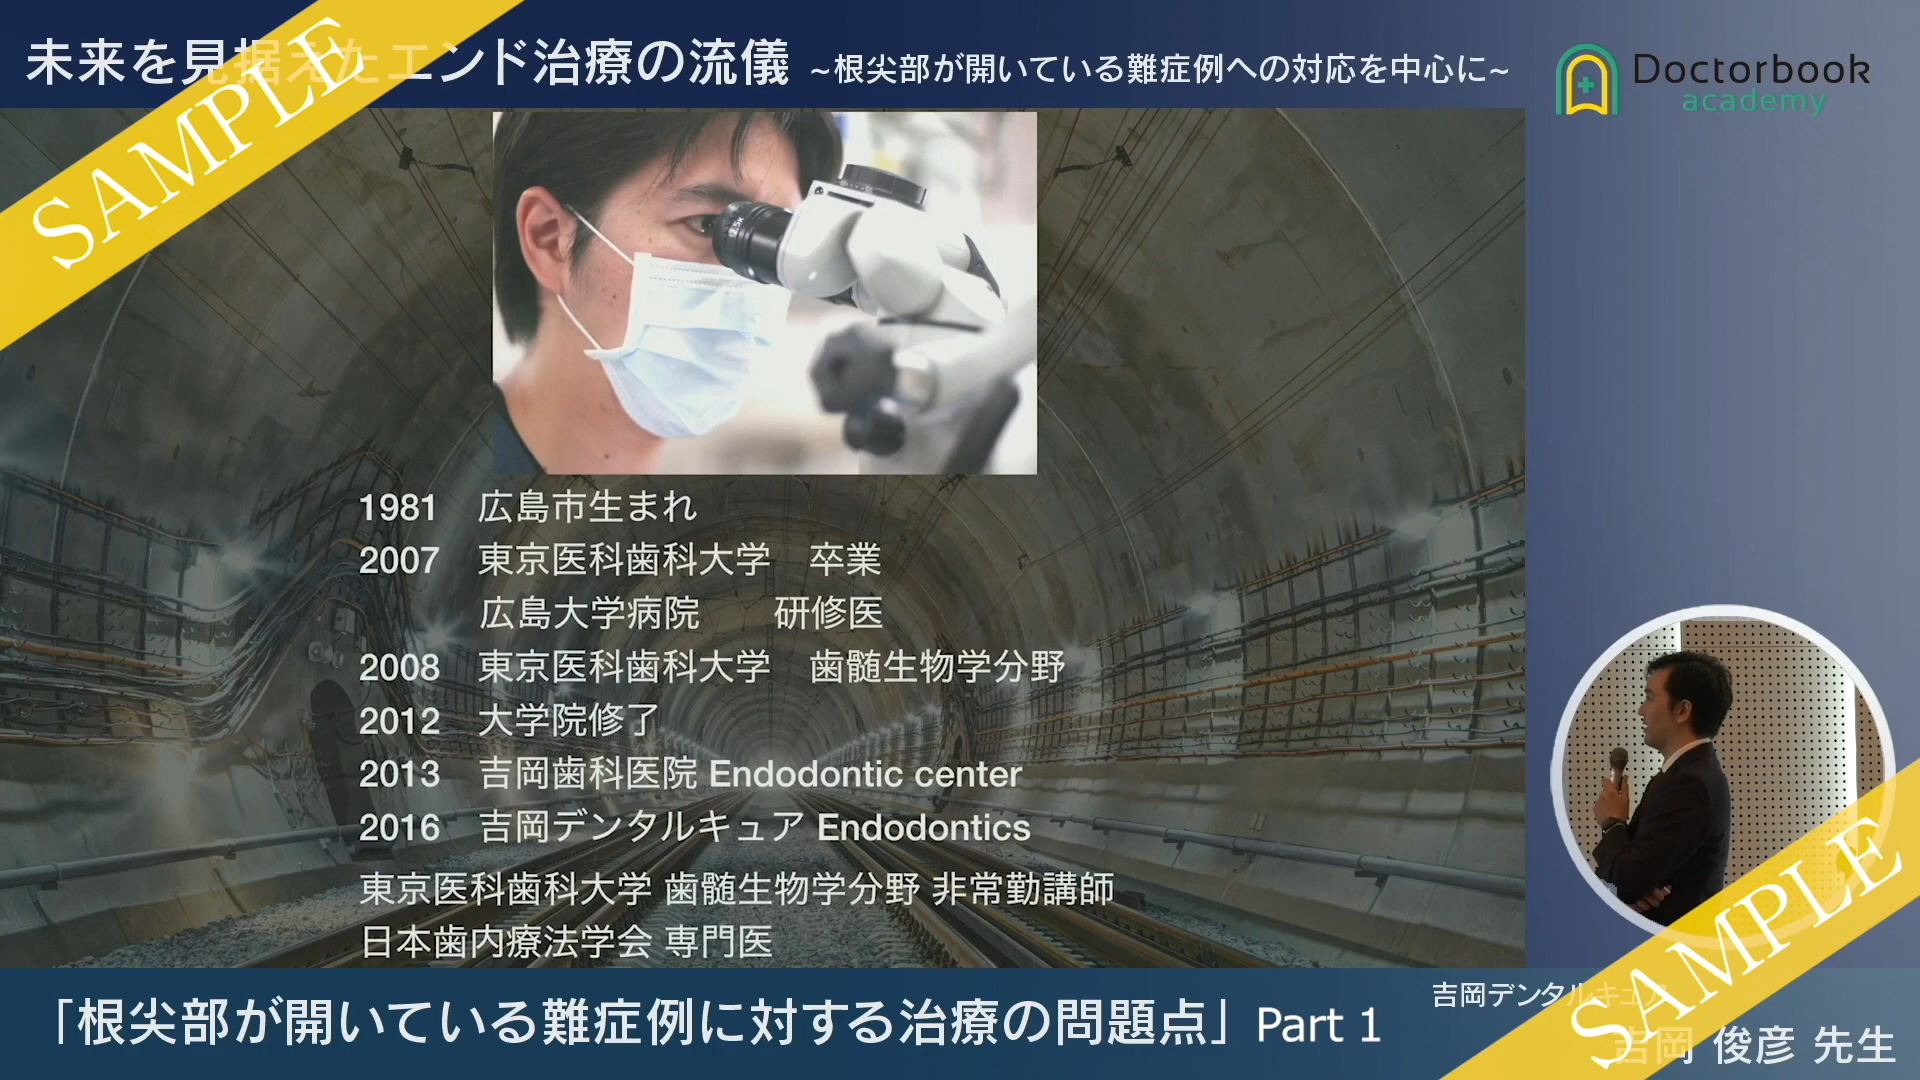 未来を見据えたエンド治療の流儀 ~根尖部が開いている難症例への対応を中心に~
Doctorbook
academy
SAMPLE
1981 広島市生まれ
2007 東京医科歯科大学 卒業
広島大学病院 研修医
2008 東京医科歯科大学 歯髄生物学分野
2012 大学院修了
2013 吉岡歯科医院 Endodontic center
2016 吉岡デンタルキュア Endodontics
東京医科歯科大学 歯髄生物学分野 非常勤講師
日本歯内療法学会 専門医
「根尖部が開いている難症例に対する治療の問題点」 Part 1
吉岡デンタルキュア
吉岡 俊彦 先生
SAMPLE